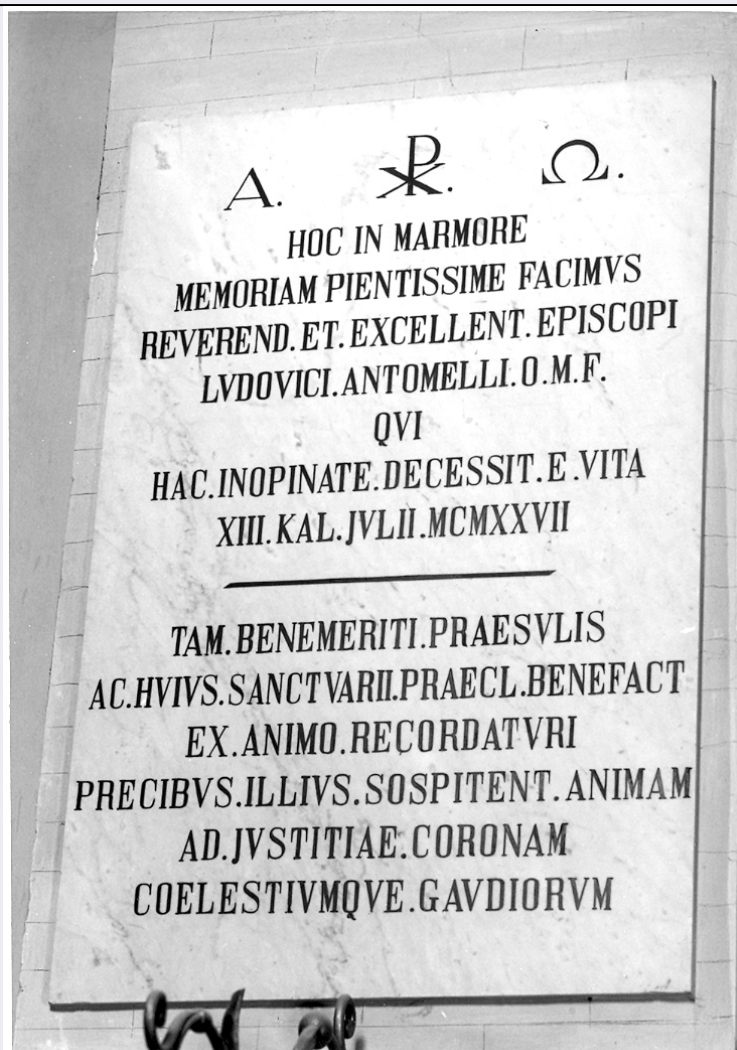 A. ☧. Ω.
HOC IN MARMORE
MEMORIAM PIENTISSIME FACIMVS
REVEREND.ET.EXCELLENT.EPISCOPI
LVDOVICI.ANTOMELLI.O.M.F.
QVI
HAC.INOPINATE.DECESSIT.E.VITA
XIII.KAL.JVLII.MCMXXVII
TAM.BENEMERITI.PRAESVLIS
AC.HVIVS.SANCTVARII.PRAECL.BENEFACT
EX.ANIMO.RECORDATVRI
PRECIBVS.ILLIVS.SOSPITENT.ANIMAM
AD.JVSTITIAE.CORONAM
COELESTIVMQVE.GAVDIORVM